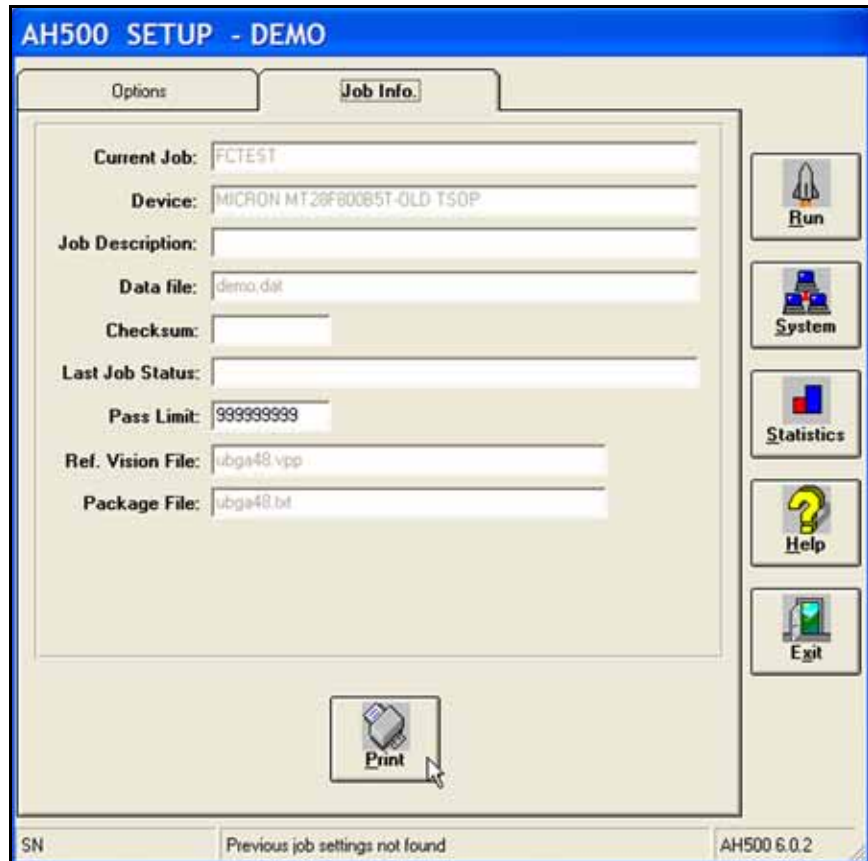 AH500 SETUP - DEMO
Options
Job Info.
Current Job: FCTEST
Device: MICRON MT28F800B5T-OLD TSOP
Job Description:
Data file: demo.dat
Checksum:
Last Job Status:
Pass Limit: 999999999
Ref. Vision File: ubga48.vpp
Package File: ubga48.txt
Run
System
Statistics
Help
Exit
Print
SN
Previous job settings not found
AH500 6.0.2